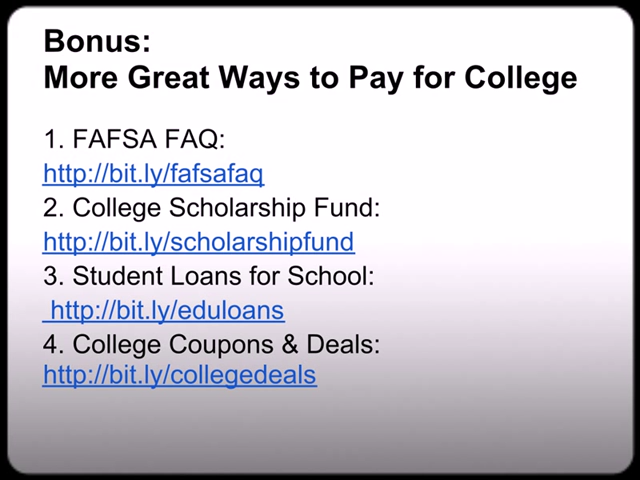 Bonus:
More Great Ways to Pay for College
1. FAFSA FAQ:
http://bit.ly/fafsafaq
2. College Scholarship Fund:
http://bit.ly/scholarshipfund
3. Student Loans for School:
http://bit.ly/eduloans
4. College Coupons & Deals:
http://bit.ly/collegedeals